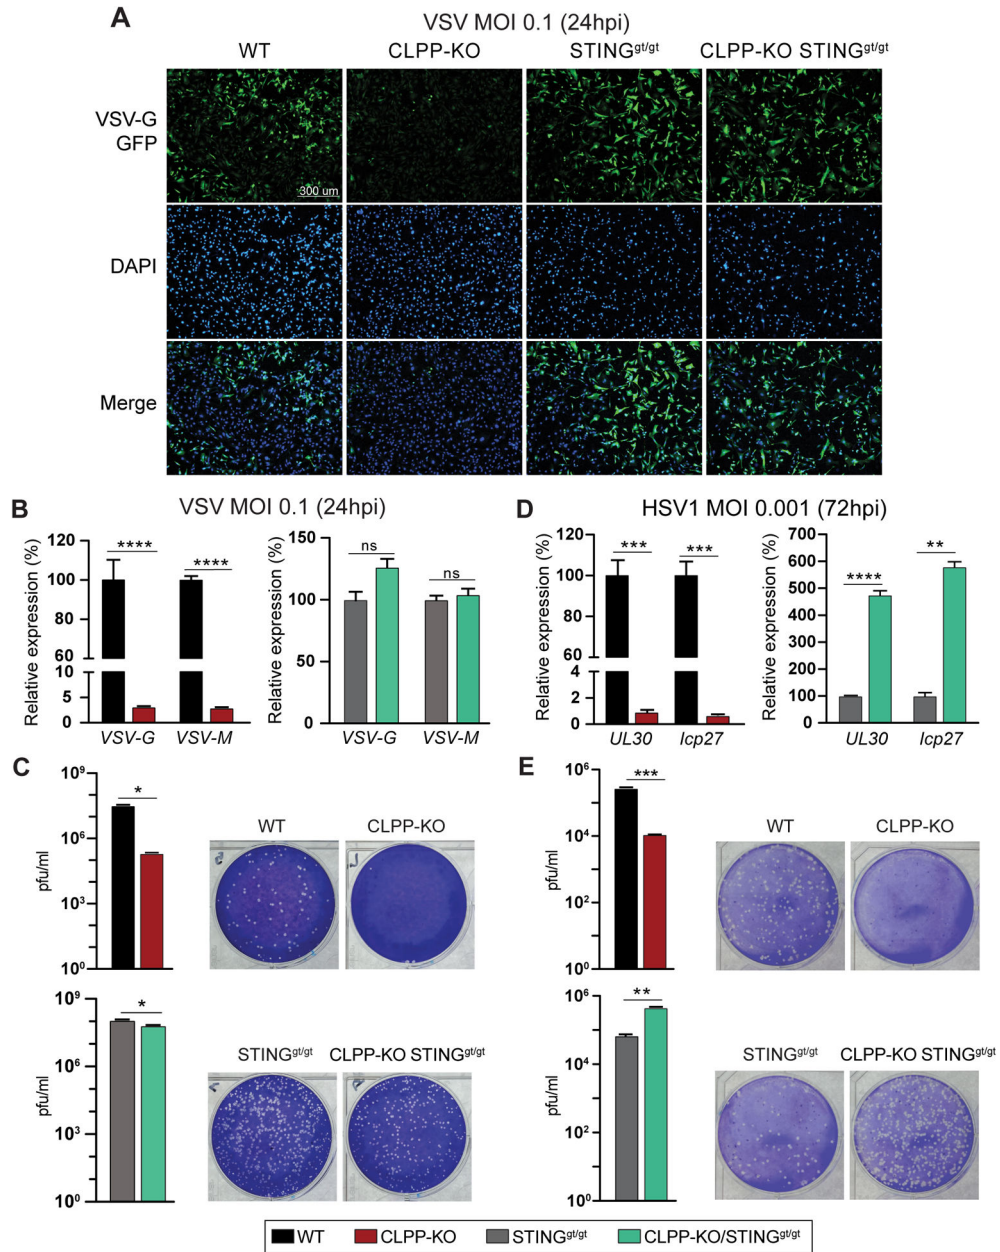 A
VSV MOI 0.1 (24hpi)
WT CLPP-KO STINGgt/gt CLPP-KO STINGgt/gt
VSV-G
GFP
300 um
DAPI
Merge
B
VSV MOI 0.1 (24hpi)
Relative expression (%)
120
100
80
60
10
5
0
****
****
VSV-G VSV-M
Relative expression (%)
150
100
50
0
ns
ns
VSV-G VSV-M
D
HSV1 MOI 0.001 (72hpi)
Relative expression (%)
120
100
80
60
4
2
0
***
***
UL30 Icp27
Relative expression (%)
700
600
500
400
300
200
100
0
****
**
UL30 Icp27
C
pfu/ml
10⁹
10⁶
10³
10⁰
*
WT CLPP-KO
pfu/ml
10⁹
10⁶
10³
10⁰
*
STINGgt/gt CLPP-KO STINGgt/gt
E
pfu/ml
10⁶
10⁴
10²
10⁰
***
WT CLPP-KO
pfu/ml
10⁶
10⁴
10²
10⁰
**
STINGgt/gt CLPP-KO STINGgt/gt
WT CLPP-KO STINGgt/gt CLPP-KO/STINGgt/gt